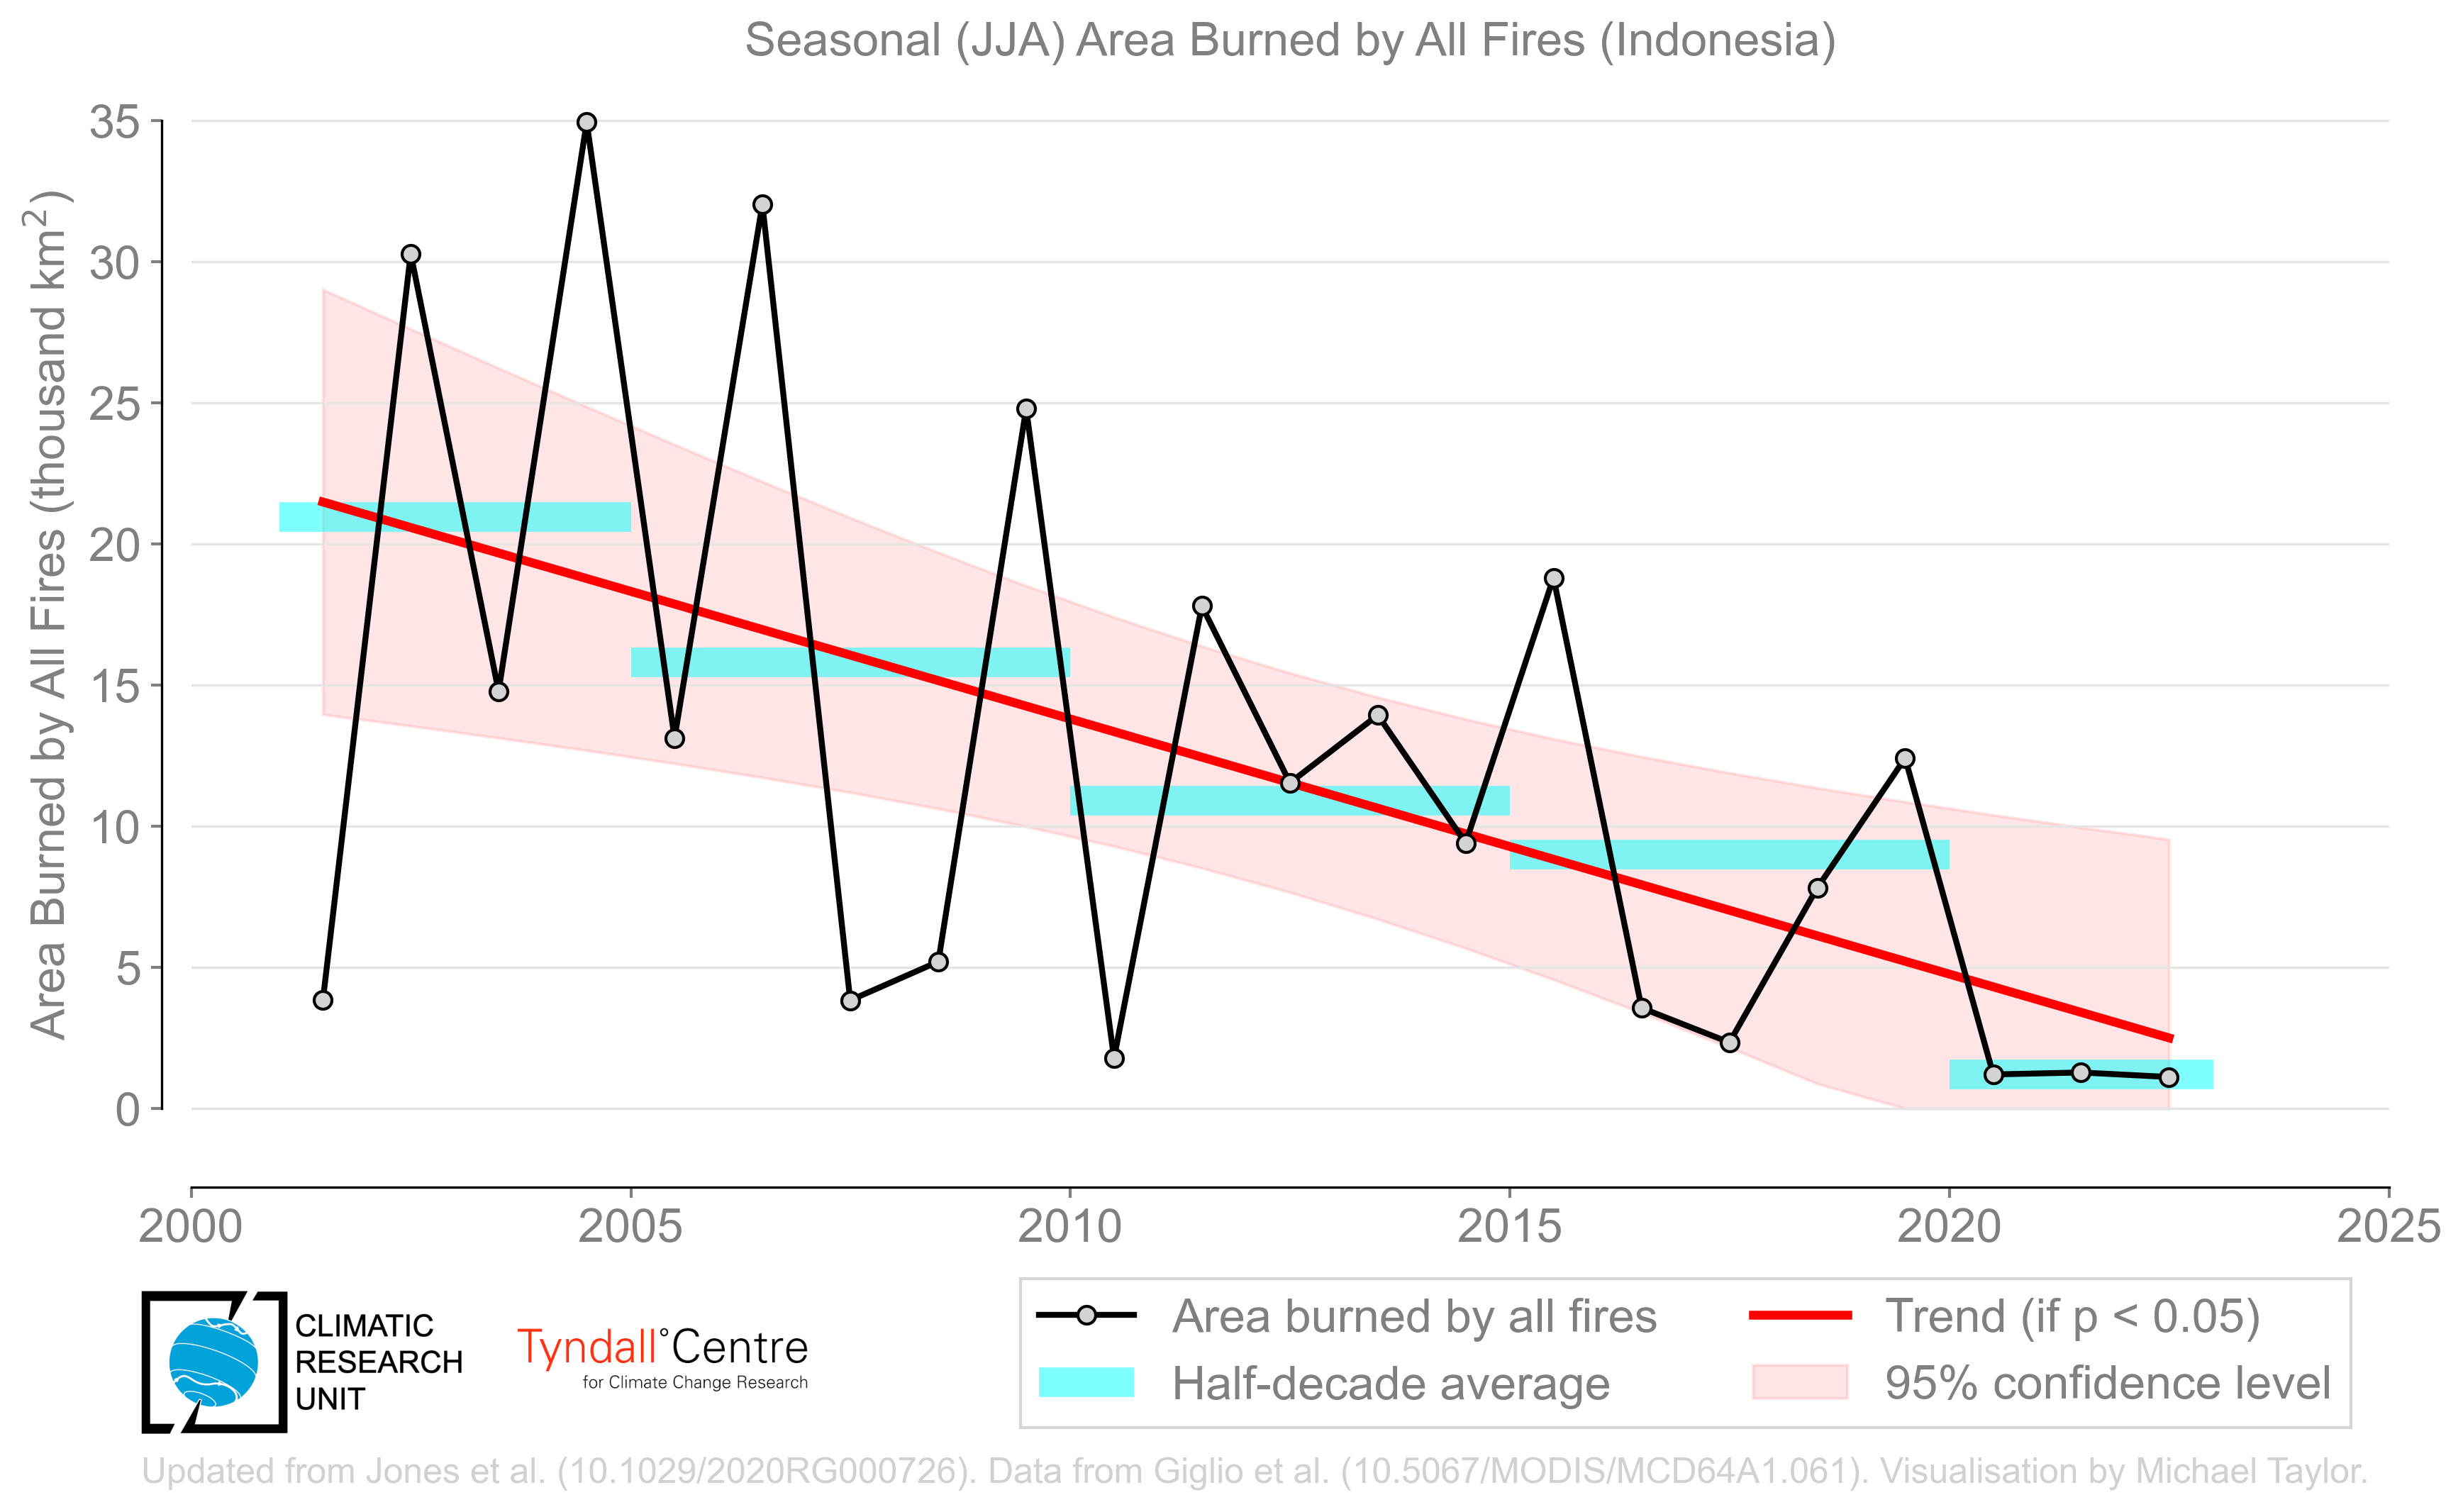 Seasonal (JJA) Area Burned by All Fires (Indonesia)
Area Burned by All Fires (thousand km²)
35
30
25
20
15
10
5
0
2000 2005 2010 2015 2020 2025
CLIMATIC
RESEARCH
UNIT
Tyndall°Centre
for Climate Change Research
Area burned by all fires
Half-decade average
Trend (if p < 0.05)
95% confidence level
Updated from Jones et al. (10.1029/2020RG000726). Data from Giglio et al. (10.5067/MODIS/MCD64A1.061). Visualisation by Michael Taylor.